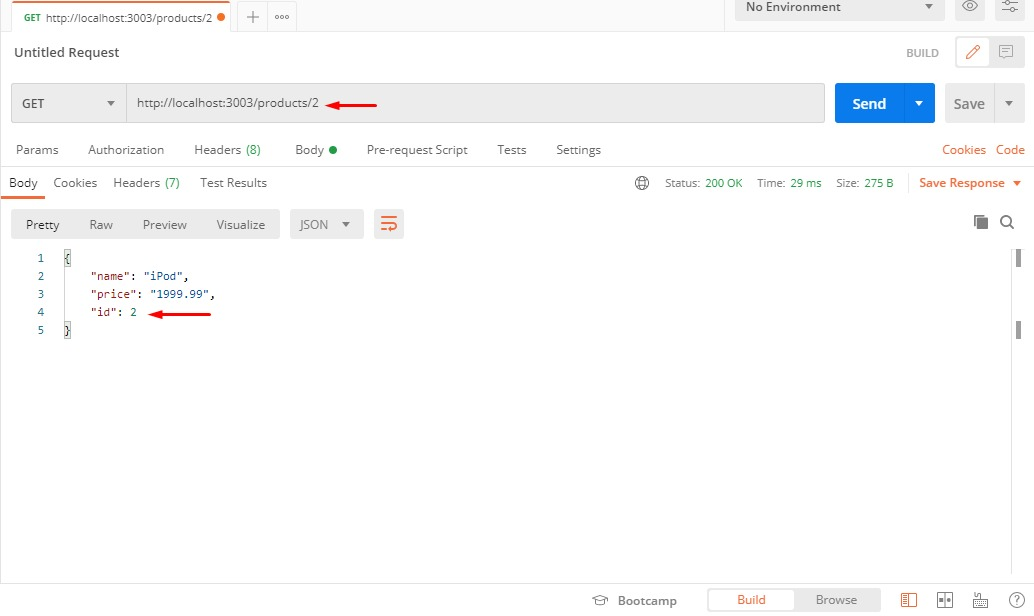 GET http://localhost:3003/products/2
No Environment
Untitled Request
BUILD
GET http://localhost:3003/products/2
Send
Save
Params Authorization Headers (8) Body Pre-request Script Tests Settings Cookies Code
Body Cookies Headers (7) Test Results Status: 200 OK Time: 29 ms Size: 275 B Save Response
Pretty Raw Preview Visualize JSON
1 {
2 "name": "iPod",
3 "price": "1999.99",
4 "id": 2
5 }
Bootcamp Build Browse